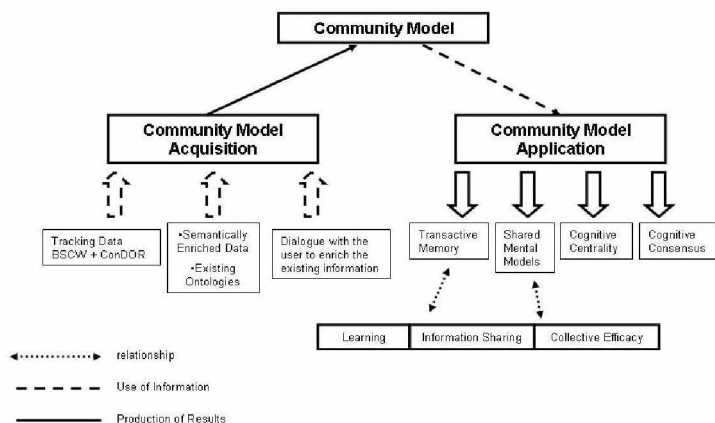 Community Model
Community Model
Acquisition
Community Model
Application
Tracking Data
BSCW + ConDOR
•Semantically
Enriched Data
•Existing
Ontologies
Dialogue with the
user to enrich the
existing information
Transactive
Memory
Shared
Mental
Models
Cognitive
Centrality
Cognitive
Consensus
Learning
Information Sharing
Collective Efficacy
relationship
Use of Information
Production of Results